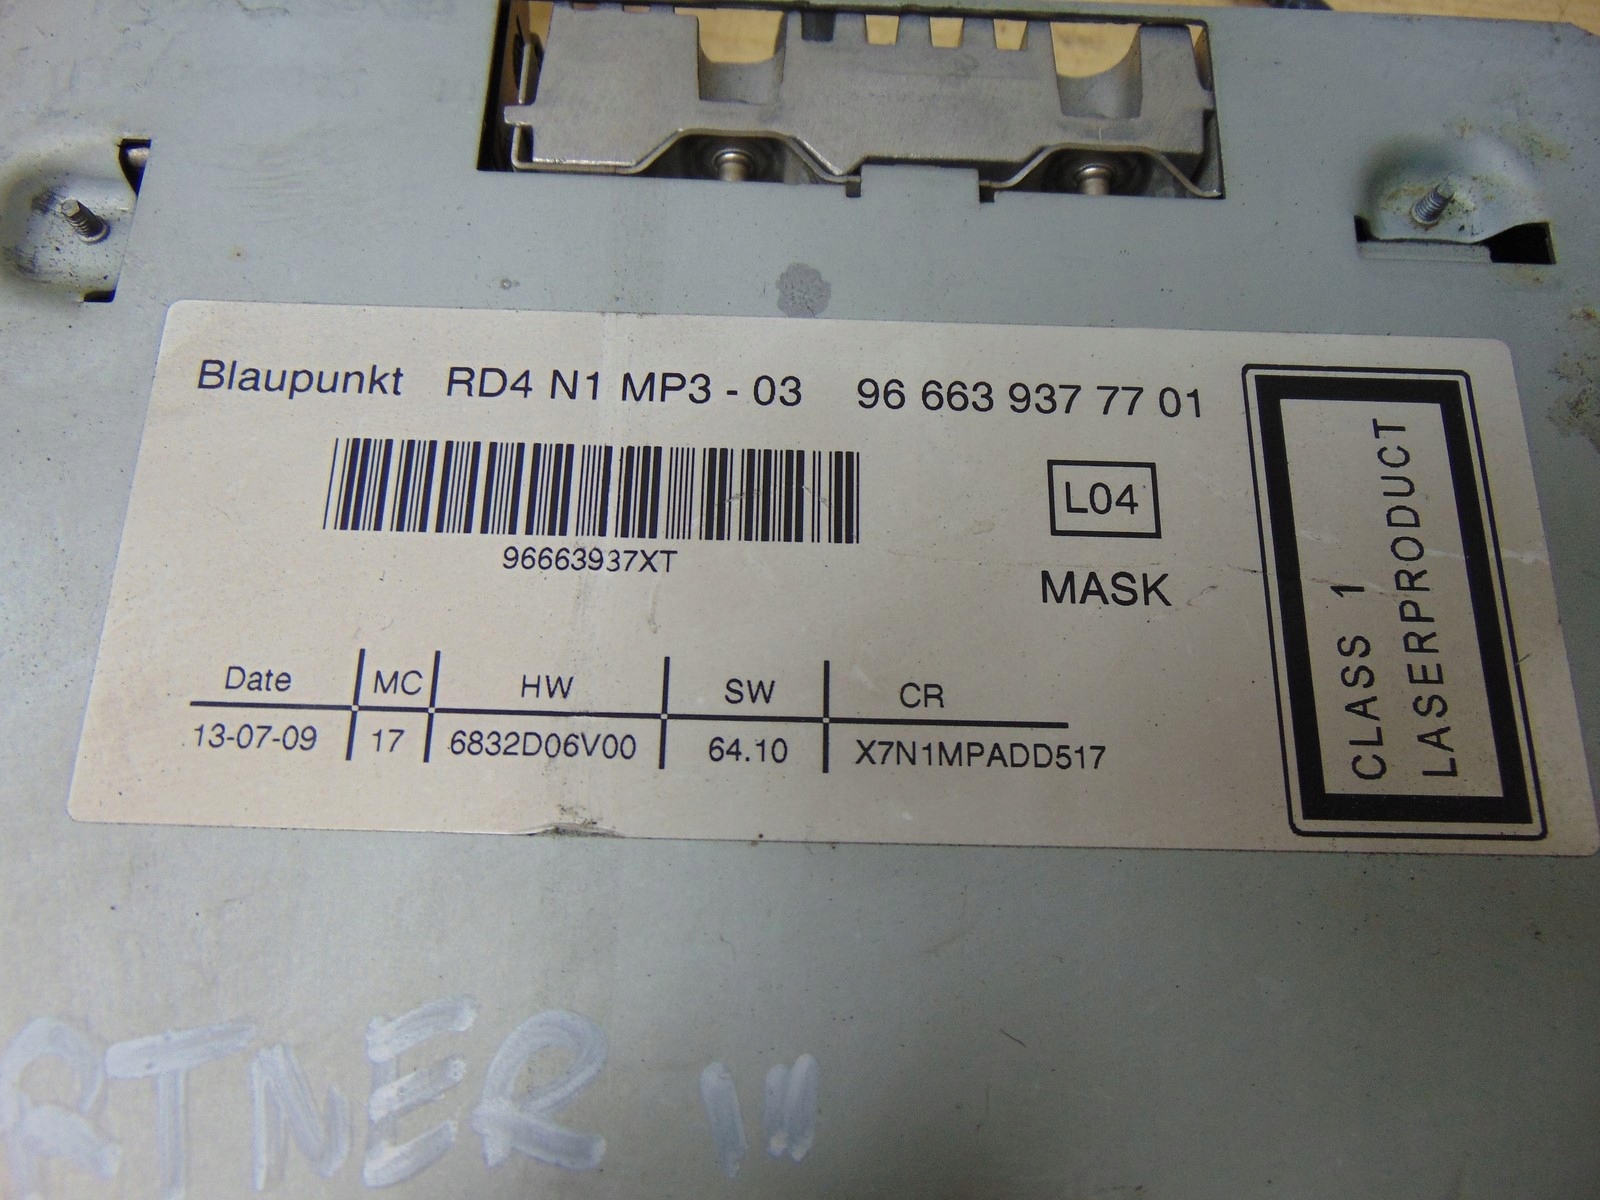 Blaupunkt RD4 N1 MP3 - 03 96 663 937 77 01
96663937XT
L04
MASK
CLASS 1
LASERPRODUCT
Date MC HW SW CR
13-07-09 17 6832D06V00 64.10 X7N1MPADD517
RTNER III